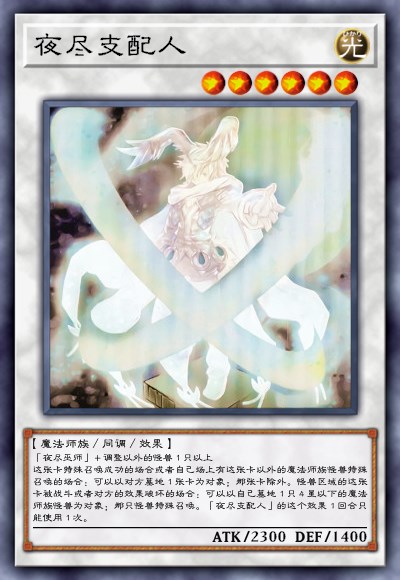 夜尽支配人
光
【魔法师族／同调／效果】
「夜尽巫师」＋调整以外的怪兽1只以上
这张卡特殊召唤成功的场合或者自己场上有这张卡以外的魔法师族怪兽特殊
召唤的场合：可以以对方墓地1张卡为对象；那张卡除外。怪兽区域的这张
卡被战斗或者对方的效果破坏的场合：可以以自己墓地1只4星以下的魔法
师族怪兽为对象；那只怪兽特殊召唤。「夜尽支配人」的这个效果1回合只
能使用1次。
ATK/2300 DEF/1400